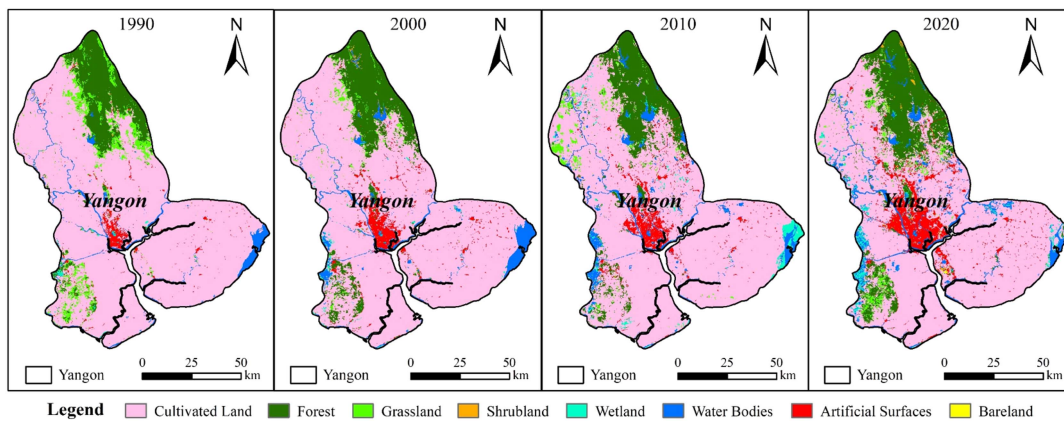 1990
N
Yangon
Yangon
0 25 50
km
2000
N
Yangon
Yangon
0 25 50
km
2010
N
Yangon
Yangon
0 25 50
km
2020
N
Yangon
Yangon
0 25 50
km
Legend Cultivated Land Forest Grassland Shrubland Wetland Water Bodies Artificial Surfaces Bareland